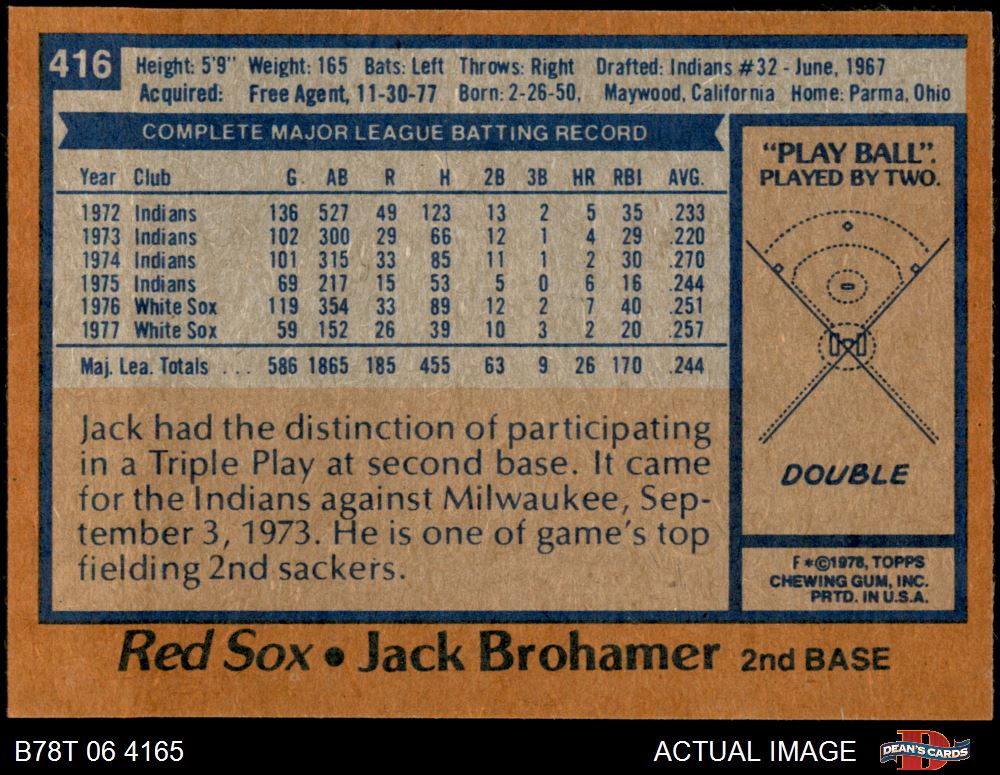 416
Height: 5'9" Weight: 165 Bats: Left Throws: Right Drafted: Indians #32 - June, 1967
Acquired: Free Agent, 11-30-77 Born: 2-26-50, Maywood, California Home: Parma, Ohio
COMPLETE MAJOR LEAGUE BATTING RECORD
Year Club G. AB R H 2B 3B HR RBI AVG.
1972 Indians 136 527 49 123 13 2 5 35 .233
1973 Indians 102 300 29 66 12 1 4 29 .220
1974 Indians 101 315 33 85 11 1 2 30 .270
1975 Indians 69 217 15 53 5 0 6 16 .244
1976 White Sox 119 354 33 89 12 2 7 40 .251
1977 White Sox 59 152 26 39 10 3 2 20 .257
Maj. Lea. Totals . . . 586 1865 185 455 63 9 26 170 .244
Jack had the distinction of participating
in a Triple Play at second base. It came
for the Indians against Milwaukee, Sep-
tember 3, 1973. He is one of game's top
fielding 2nd sackers.
"PLAY BALL".
PLAYED BY TWO.
DOUBLE
F*©1978, TOPPS
CHEWING GUM, INC.
PRTD. IN U.S.A.
Red Sox • Jack Brohamer 2nd BASE
B78T 06 4165
ACTUAL IMAGE
D
DEAN'S CARDS